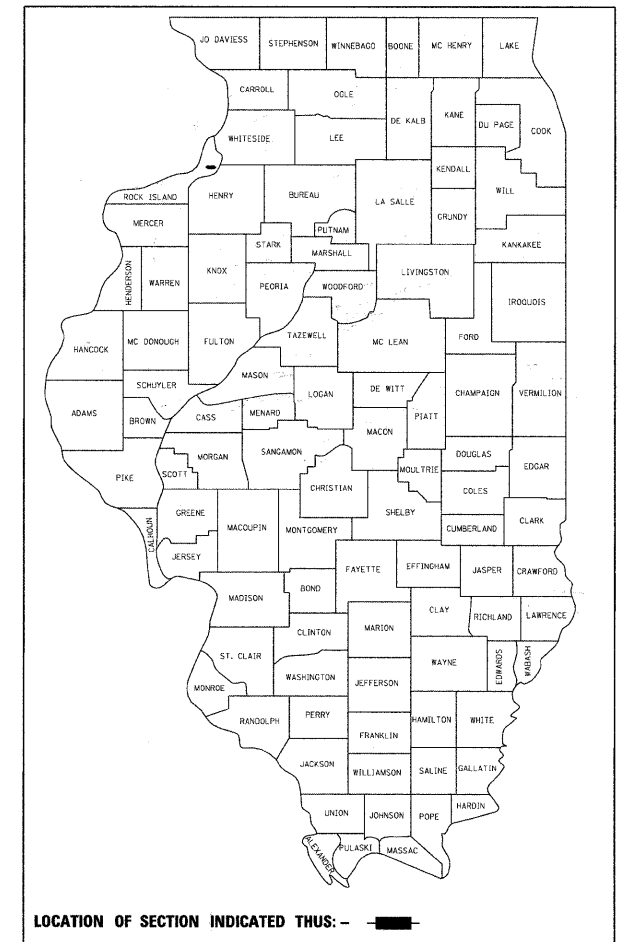 JO DAVIESS
STEPHENSON
WINNEBAGO
BOONE
MC HENRY
LAKE
CARROLL
OGLE
DE KALB
KANE
DU PAGE
COOK
WHITESIDE
LEE
KENDALL
WILL
ROCK ISLAND
HENRY
BUREAU
LA SALLE
GRUNDY
MERCER
PUTNAM
KANKAKEE
STARK
MARSHALL
HENDERSON
WARREN
KNOX
PEORIA
WOODFORD
LIVINGSTON
IROQUOIS
HANCOCK
MC DONOUGH
FULTON
TAZEWELL
MC LEAN
FORD
MASON
SCHUYLER
LOGAN
DE WITT
CHAMPAIGN
VERMILION
ADAMS
BROWN
CASS
MENARD
PIATT
MACON
MORGAN
SANGAMON
DOUGLAS
EDGAR
PIKE
SCOTT
CHRISTIAN
MOULTRIE
COLES
GREENE
MACOUPIN
MONTGOMERY
SHELBY
CUMBERLAND
CLARK
CALHOUN
JERSEY
FAYETTE
EFFINGHAM
JASPER
CRAWFORD
MADISON
BOND
CLAY
RICHLAND
LAWRENCE
CLINTON
MARION
ST. CLAIR
WAYNE
EDWARDS
WABASH
WASHINGTON
JEFFERSON
MONROE
RANDOLPH
PERRY
HAMILTON
WHITE
FRANKLIN
JACKSON
WILLIAMSON
SALINE
GALLATIN
UNION
JOHNSON
POPE
HARDIN
ALEXANDER
PULASKI
MASSAC
LOCATION OF SECTION INDICATED THUS: -